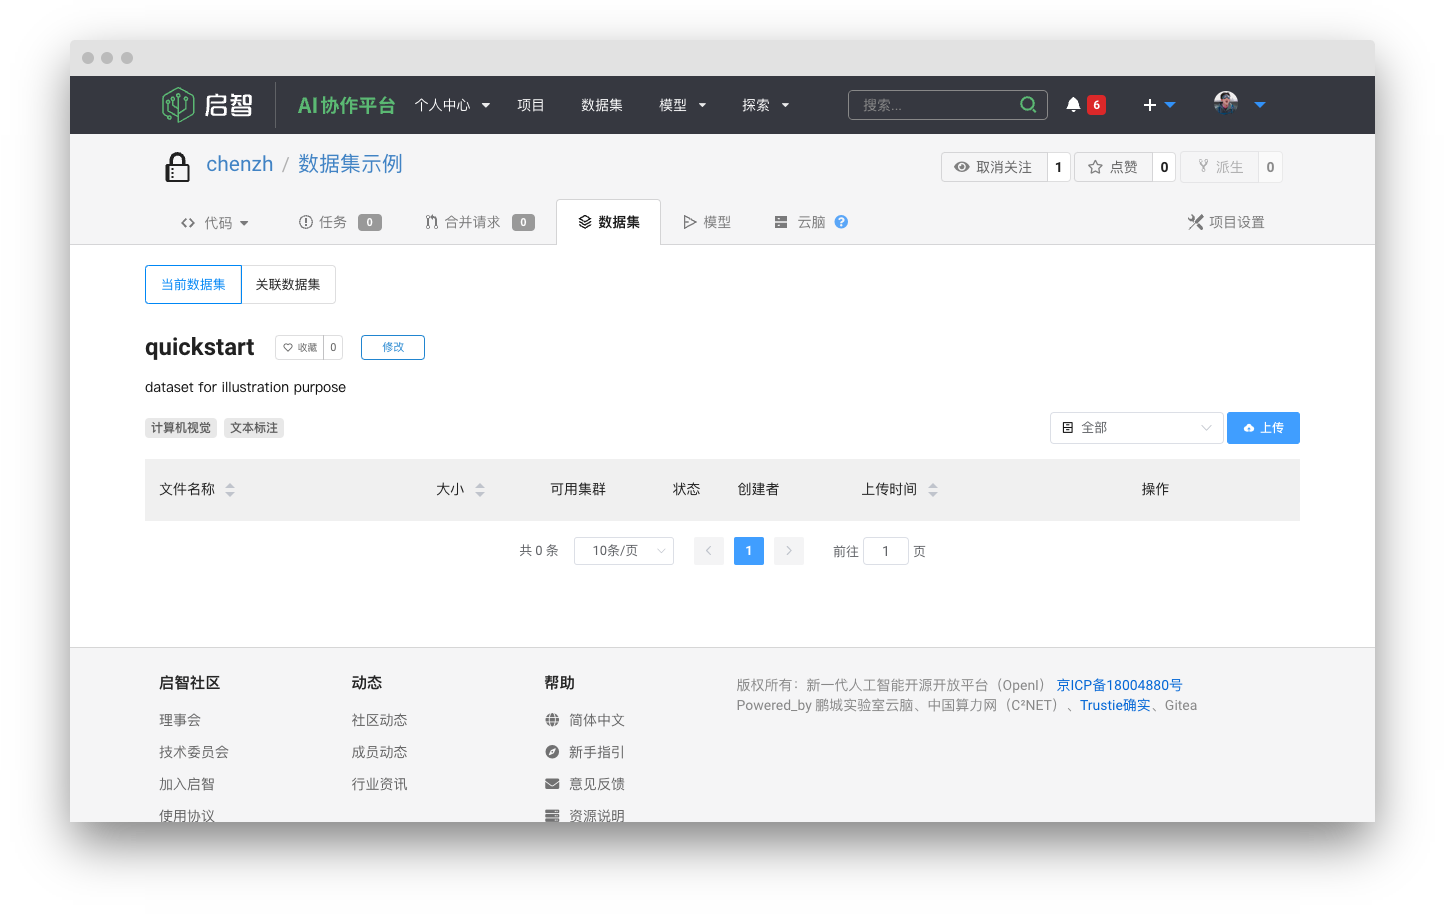 启智 AI协作平台 个人中心 项目 数据集 模型 探索 搜索... 6
chenzh / 数据集示例 取消关注 1 点赞 0 派生 0
代码 任务 0 合并请求 0 数据集 模型 云脑 ? 项目设置
当前数据集 关联数据集
quickstart 收藏 0 修改
dataset for illustration purpose
计算机视觉 文本标注 全部 上传
文件名称 大小 可用集群 状态 创建者 上传时间 操作
共 0 条 10条/页 1 前往 1 页
启智社区 动态 帮助 版权所有：新一代人工智能开源开放平台（OpenI） 京ICP备18004880号
Powered_by 鹏城实验室云脑、中国算力网（C²NET）、Trustie确实、Gitea
理事会 社区动态 简体中文
技术委员会 成员动态 新手指引
加入启智 行业资讯 意见反馈
使用协议 资源说明